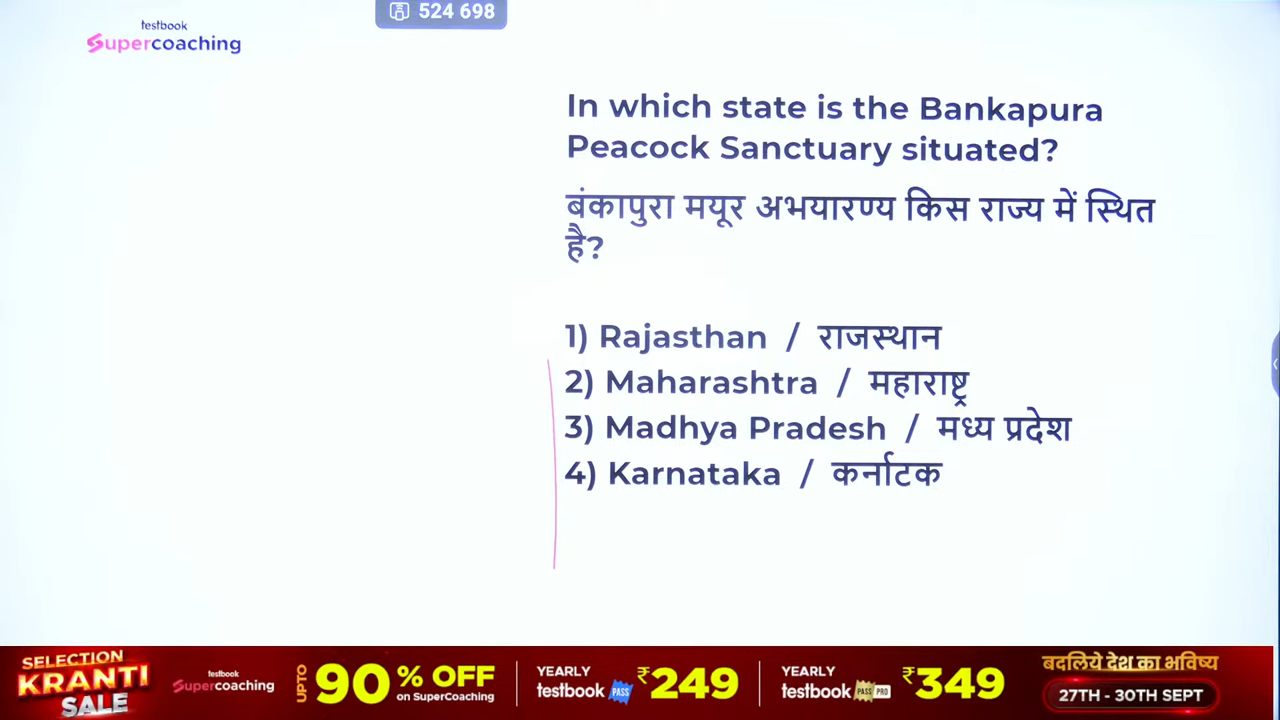 testbook
Supercoaching
524 698
In which state is the Bankapura
Peacock Sanctuary situated?
बंकापुरा मयूर अभयारण्य किस राज्य में स्थित
है?
1) Rajasthan / राजस्थान
2) Maharashtra / महाराष्ट्र
3) Madhya Pradesh / मध्य प्रदेश
4) Karnataka / कर्नाटक
SELECTION
KRANTI
SALE
testbook
Supercoaching
UPTO
90% OFF
on SuperCoaching
YEARLY
testbook PASS
₹249
YEARLY
testbook PASS PRO
₹349
बदलिये देश का भविष्य
27TH - 30TH SEPT